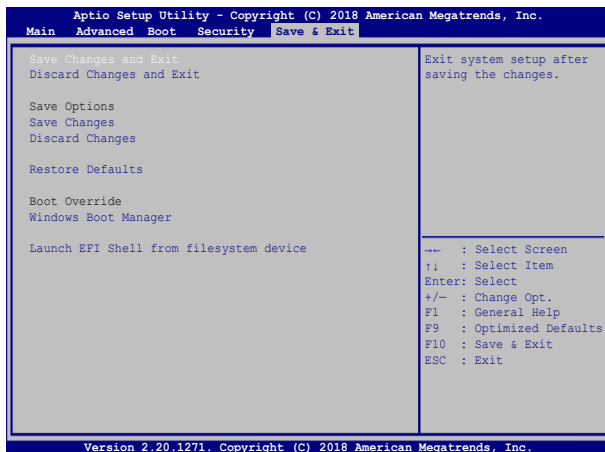 Aptio Setup Utility - Copyright (C) 2018 American Megatrends, Inc.
Main Advanced Boot Security Save & Exit
Save Changes and Exit
Discard Changes and Exit
Save Options
Save Changes
Discard Changes
Restore Defaults
Boot Override
Windows Boot Manager
Launch EFI Shell from filesystem device
Exit system setup after
saving the changes.
→← : Select Screen
↑↓ : Select Item
Enter: Select
+/— : Change Opt.
F1 : General Help
F9 : Optimized Defaults
F10 : Save & Exit
ESC : Exit
Version 2.20.1271. Copyright (C) 2018 American Megatrends, Inc.